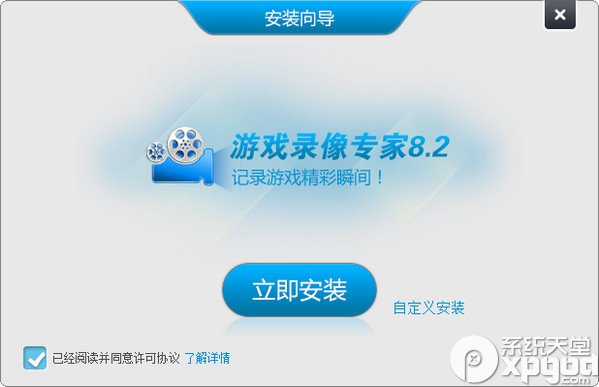 安装向导
游戏录像专家8.2
记录游戏精彩瞬间！
立即安装
自定义安装
已经阅读并同意许可协议 了解详情
系统天堂
xpgod